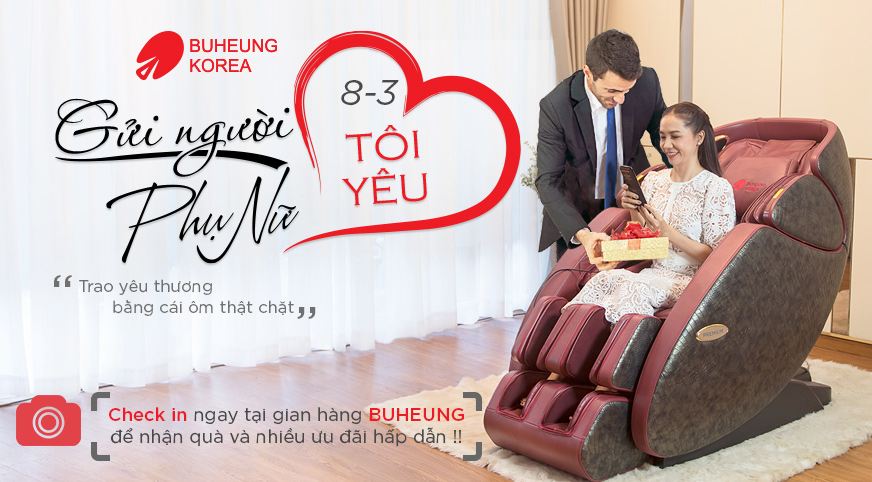 BUHEUNG
KOREA
Gửi người
Phụ Nữ
8-3
TÔI
YÊU
“ Trao yêu thương
bằng cái ôm thật chặt „
Check in ngay tại gian hàng BUHEUNG
để nhận quà và nhiều ưu đãi hấp dẫn !!
BUHEUNG